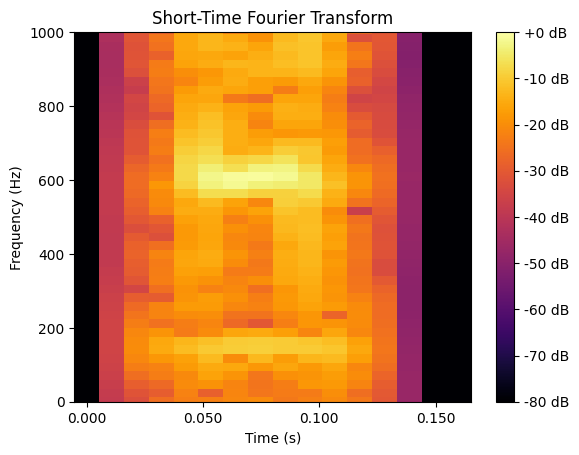 Short-Time Fourier Transform
Frequency (Hz)
1000
800
600
400
200
0
0.000
0.050
0.100
0.150
Time (s)
+0 dB
-10 dB
-20 dB
-30 dB
-40 dB
-50 dB
-60 dB
-70 dB
-80 dB